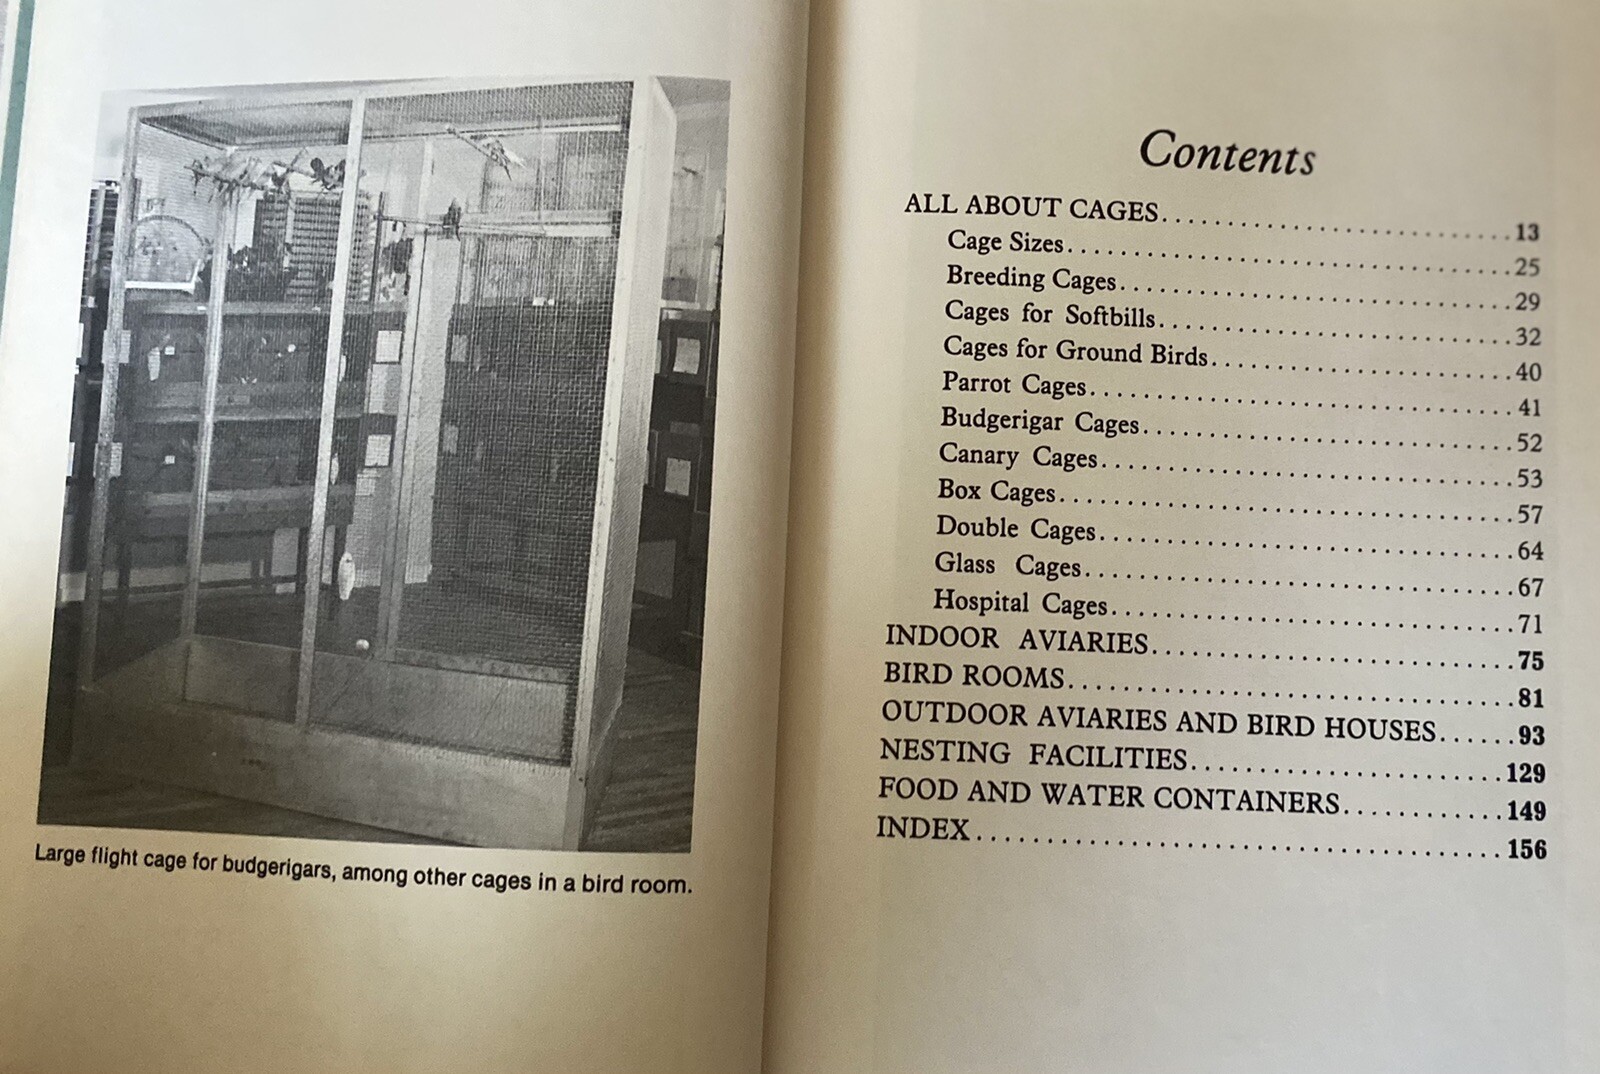 Large flight cage for budgerigars, among other cages in a bird room.
Contents
ALL ABOUT CAGES..............................13
Cage Sizes..................................25
Breeding Cages..............................29
Cages for Softbills...........................32
Cages for Ground Birds.......................40
Parrot Cages................................41
Budgerigar Cages............................52
Canary Cages...............................53
Box Cages..................................57
Double Cages...............................64
Glass Cages................................67
Hospital Cages..............................71
INDOOR AVIARIES............................75
BIRD ROOMS.................................81
OUTDOOR AVIARIES AND BIRD HOUSES......93
NESTING FACILITIES........................129
FOOD AND WATER CONTAINERS............149
INDEX.......................................156